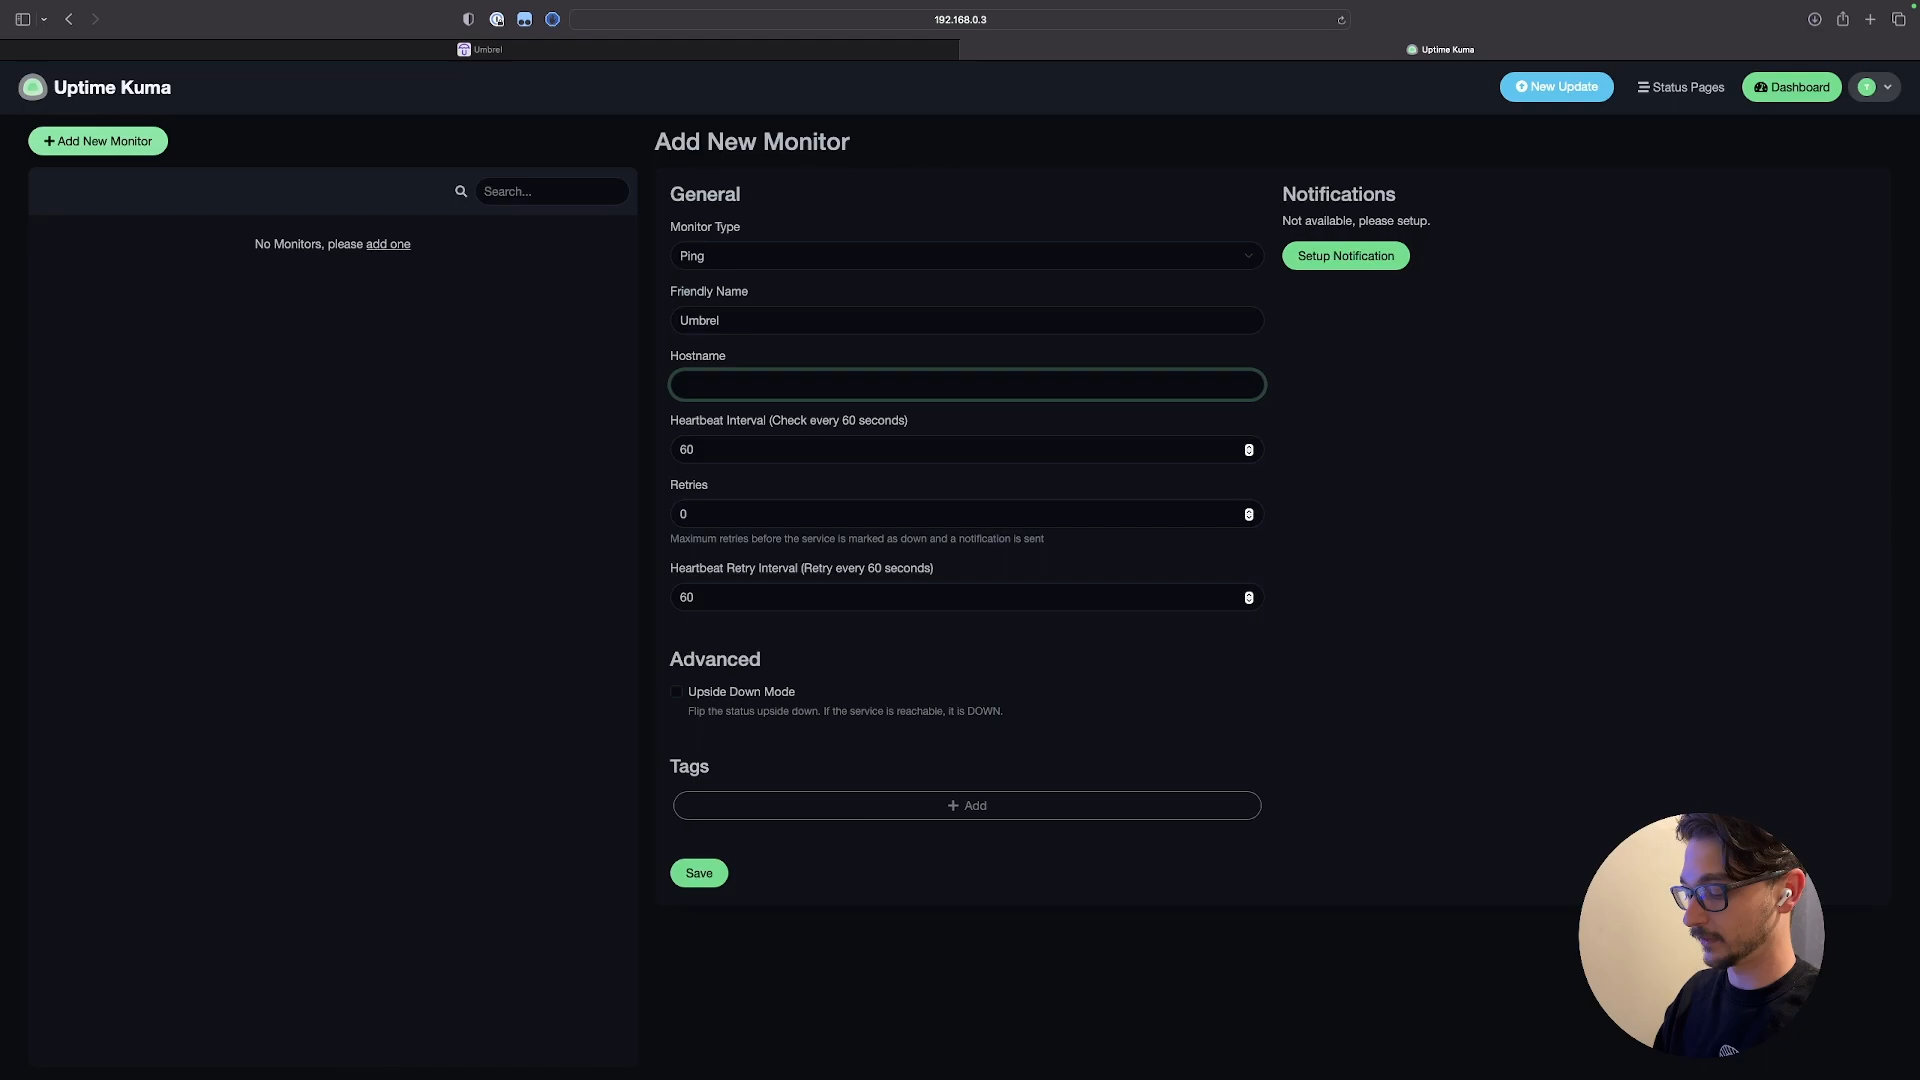 192.168.0.3
Umbrel
Uptime Kuma
Uptime Kuma
New Update
Status Pages
Dashboard
T
Add New Monitor
Search...
No Monitors, please add one
Add New Monitor
General
Monitor Type
Ping
Friendly Name
Umbrel
Hostname
Heartbeat Interval (Check every 60 seconds)
60
Retries
0
Maximum retries before the service is marked as down and a notification is sent
Heartbeat Retry Interval (Retry every 60 seconds)
60
Advanced
Upside Down Mode
Flip the status upside down. If the service is reachable, it is DOWN.
Tags
Add
Save
Notifications
Not available, please setup.
Setup Notification